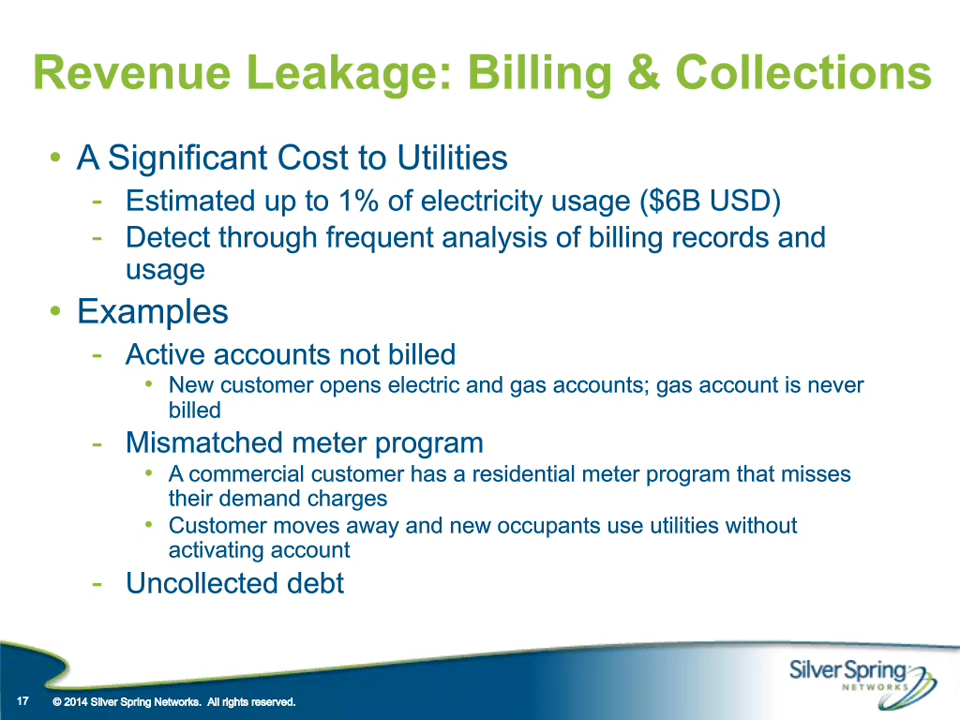 Revenue Leakage: Billing & Collections
• A Significant Cost to Utilities
- Estimated up to 1% of electricity usage ($6B USD)
- Detect through frequent analysis of billing records and
usage
• Examples
- Active accounts not billed
• New customer opens electric and gas accounts; gas account is never
billed
- Mismatched meter program
• A commercial customer has a residential meter program that misses
their demand charges
• Customer moves away and new occupants use utilities without
activating account
- Uncollected debt
Silver Spring
NETWORKS
17 © 2014 Silver Spring Networks. All rights reserved.